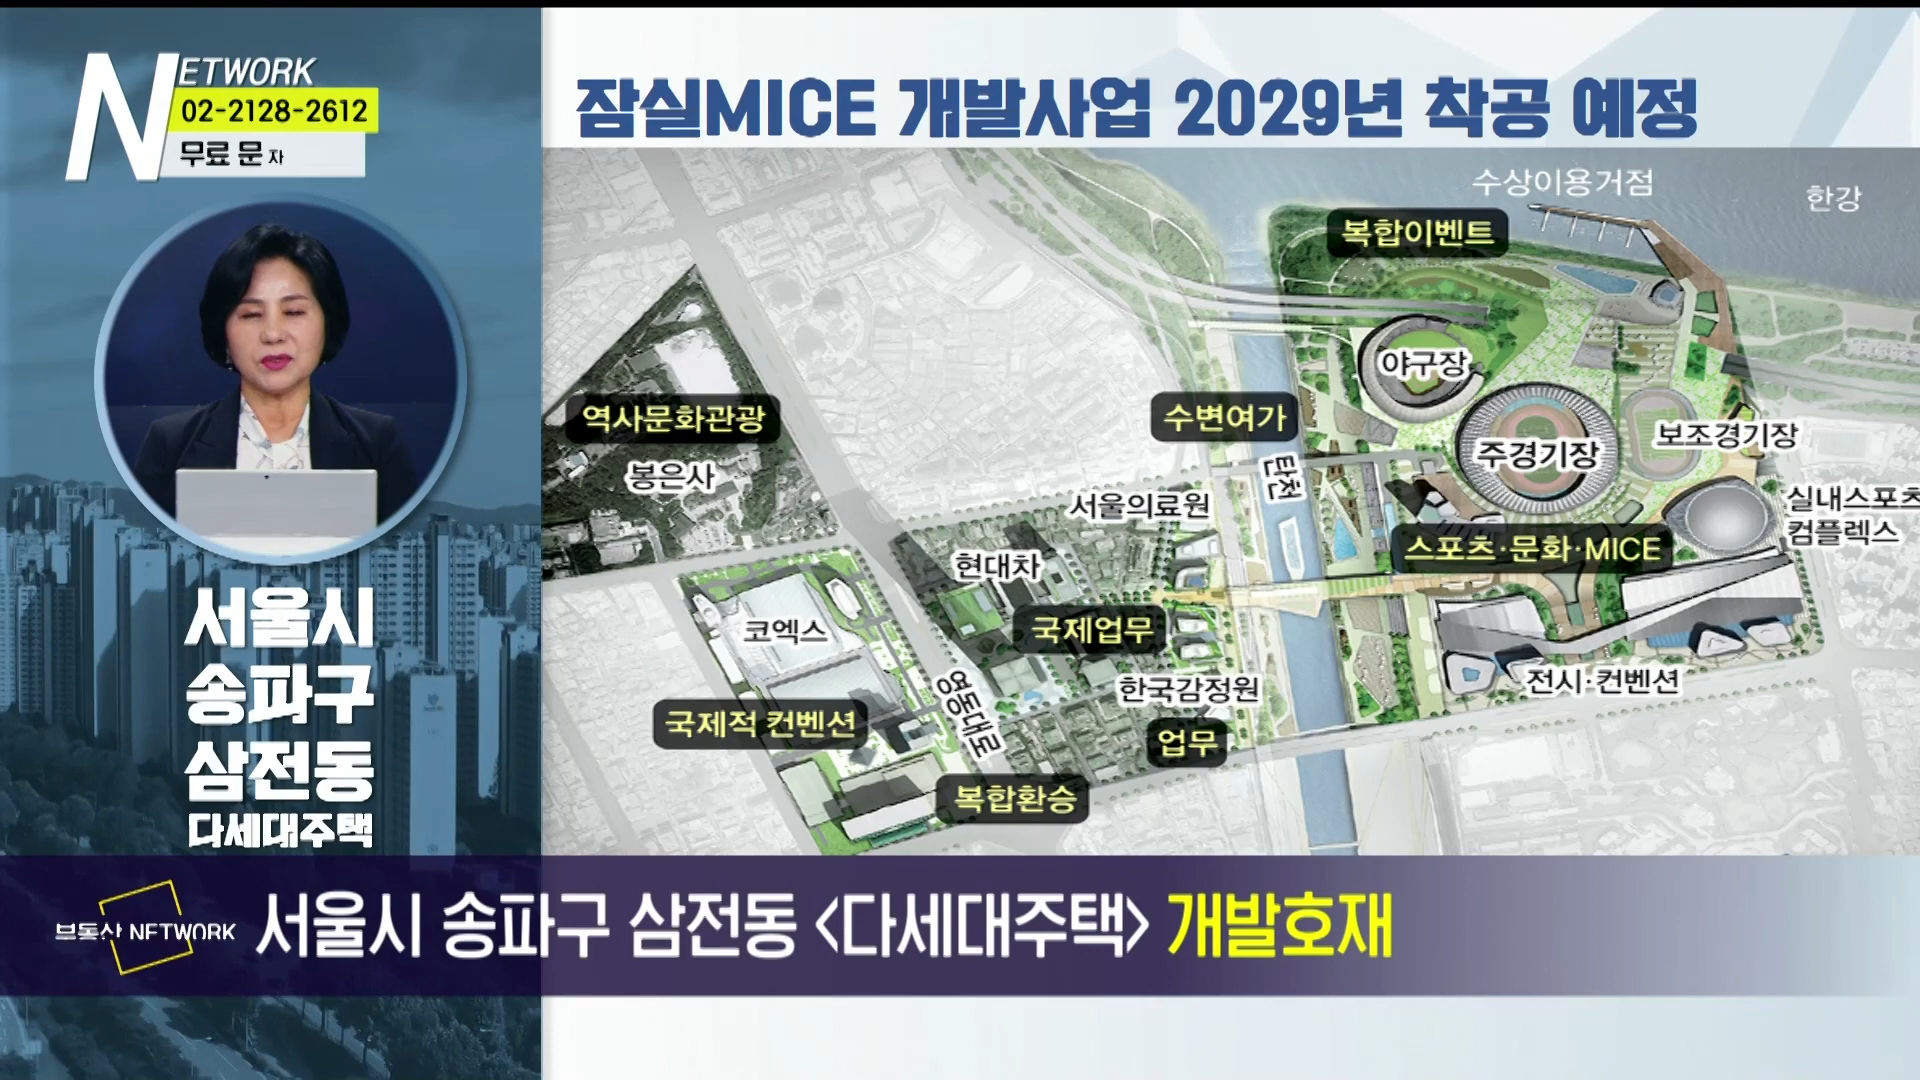 NETWORK
02-2128-2612
무료 문자
잠실MICE 개발사업 2029년 착공 예정
수상이용거점
한강
복합이벤트
야구장
역사문화관광
수변여가
주경기장
보조경기장
봉은사
탄천
서울의료원
실내스포츠
컴플렉스
스포츠·문화·MICE
현대차
코엑스
국제업무
전시·컨벤션
한국감정원
영동대로
국제적 컨벤션
업무
복합환승
서울시
송파구
삼전동
다세대주택
부동산 NETWORK
서울시 송파구 삼전동 <다세대주택> 개발호재